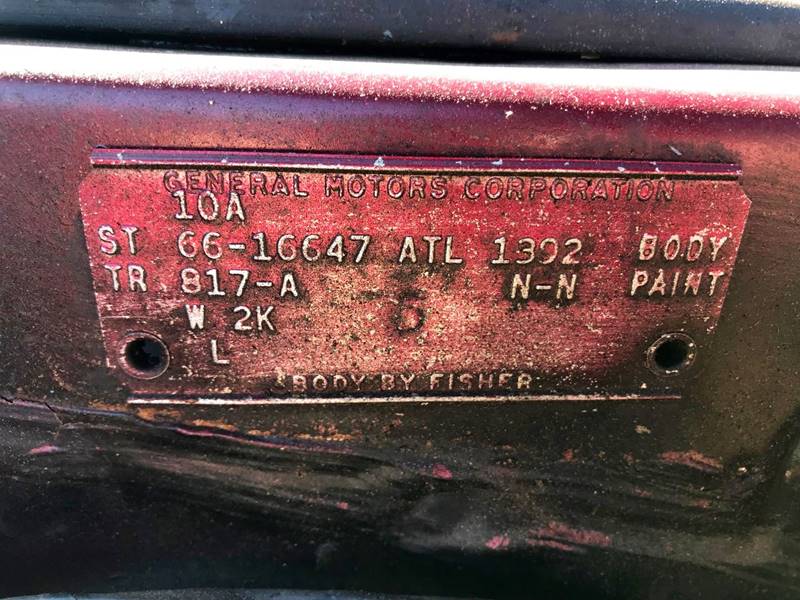 GENERAL MOTORS CORPORATION
10A
ST 66-16647 ATL 1392 BODY
TR 817-A N-N PAINT
W 2K
L
BODY BY FISHER